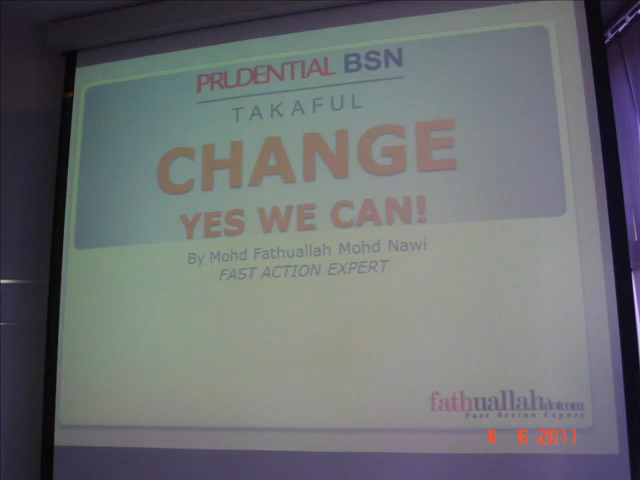 PRUDENTIAL BSN
TAKAFUL
CHANGE
YES WE CAN!
By Mohd Fathuallah Mohd Nawi
FAST ACTION EXPERT
fathuallahdotcom
Fast Action Expert
4 6 2011